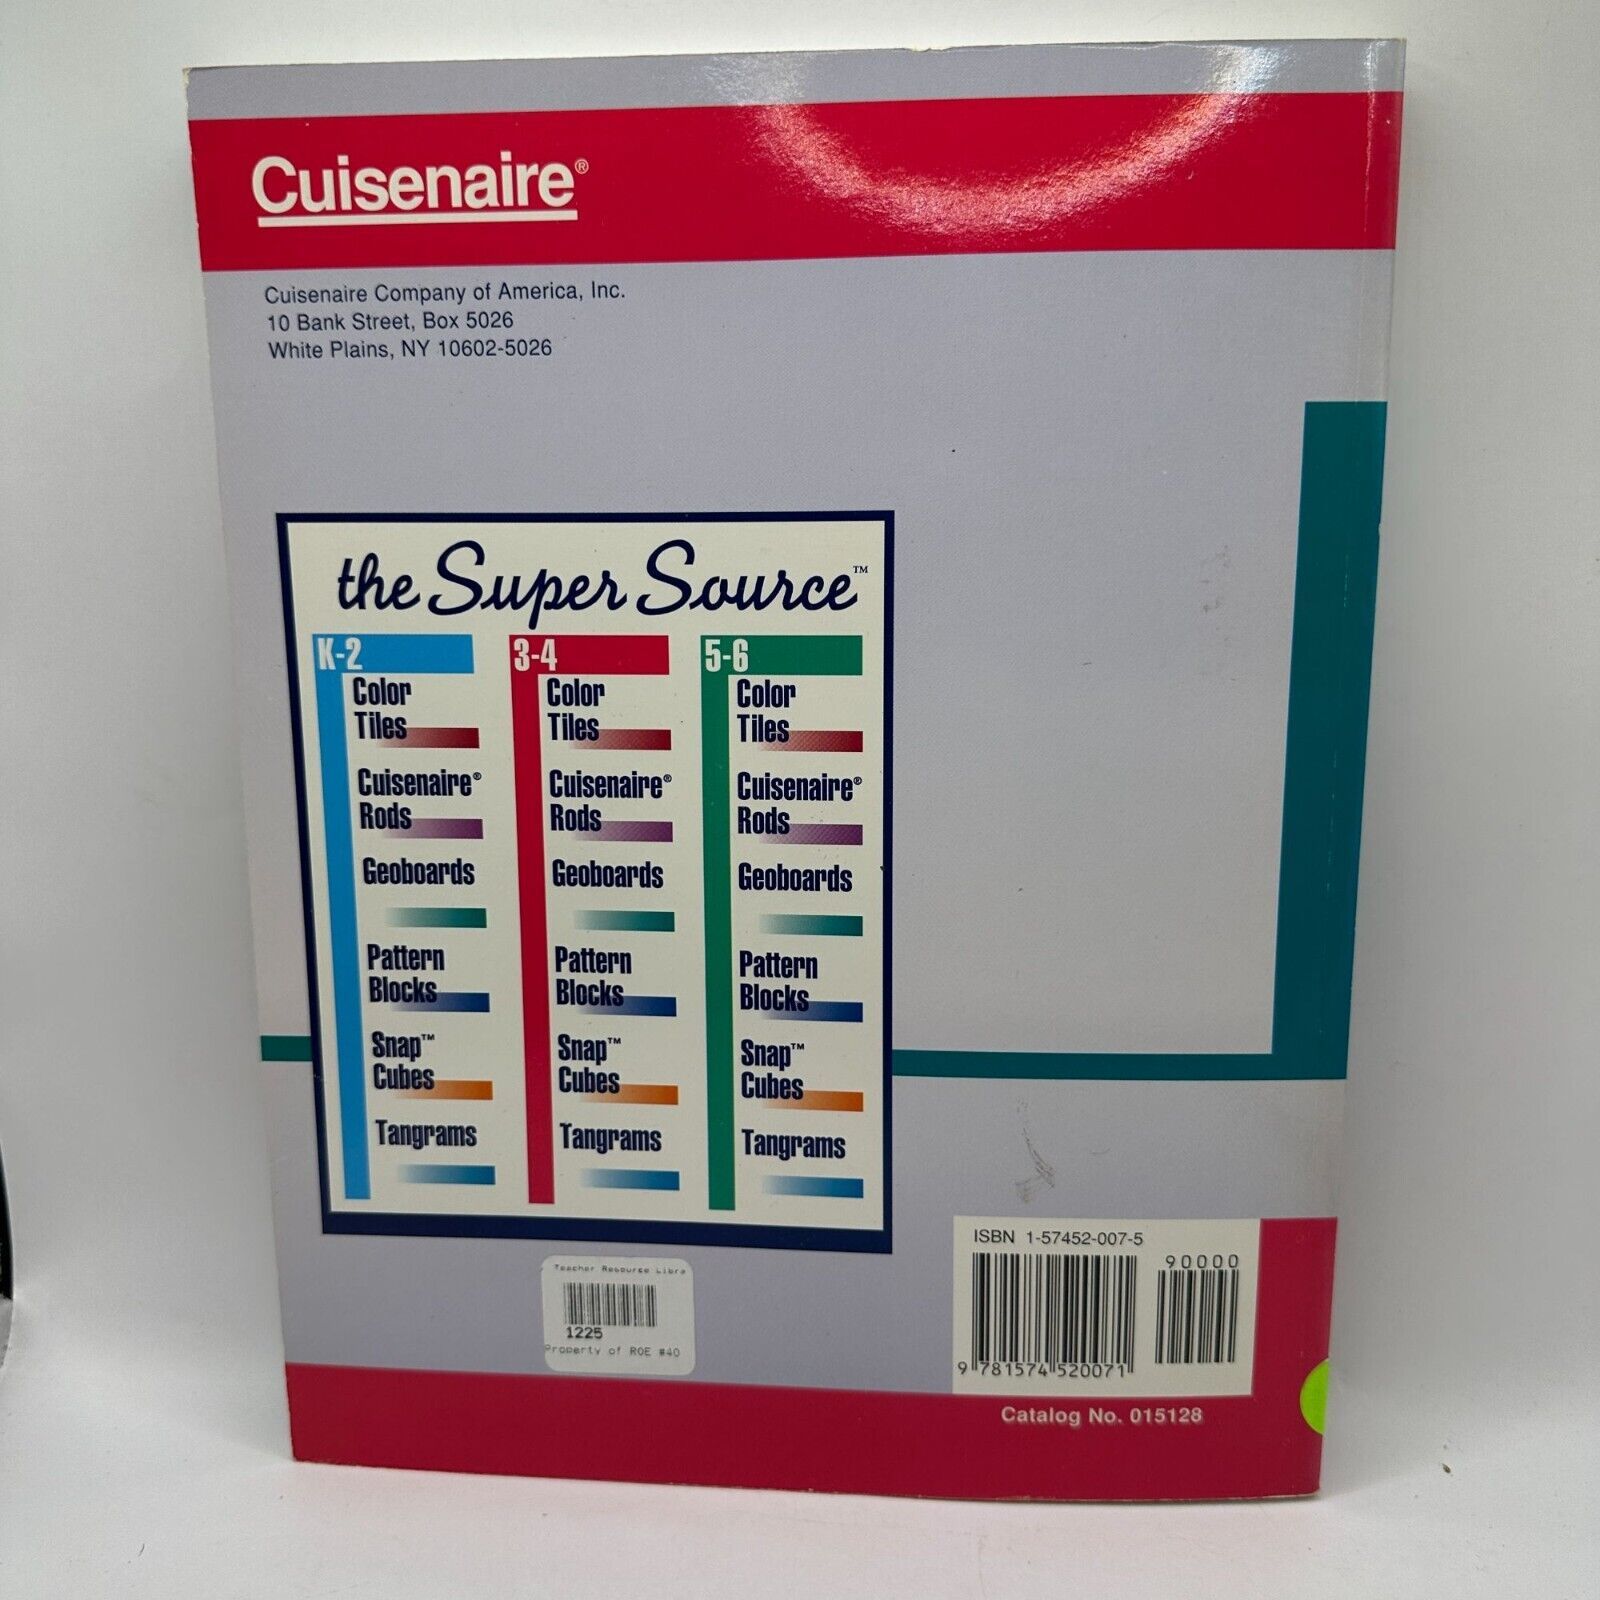 Cuisenaire®
Cuisenaire Company of America, Inc.
10 Bank Street, Box 5026
White Plains, NY 10602-5026
the Super Source™
K-2
Color
Tiles
Cuisenaire®
Rods
Geoboards
Pattern
Blocks
Snap™
Cubes
Tangrams
3-4
Color
Tiles
Cuisenaire®
Rods
Geoboards
Pattern
Blocks
Snap™
Cubes
Tangrams
5-6
Color
Tiles
Cuisenaire®
Rods
Geoboards
Pattern
Blocks
Snap™
Cubes
Tangrams
Teacher Resource Libra
1225
Property of ROE #40
ISBN 1-57452-007-5
90000
9 781574 520071
Catalog No. 015128